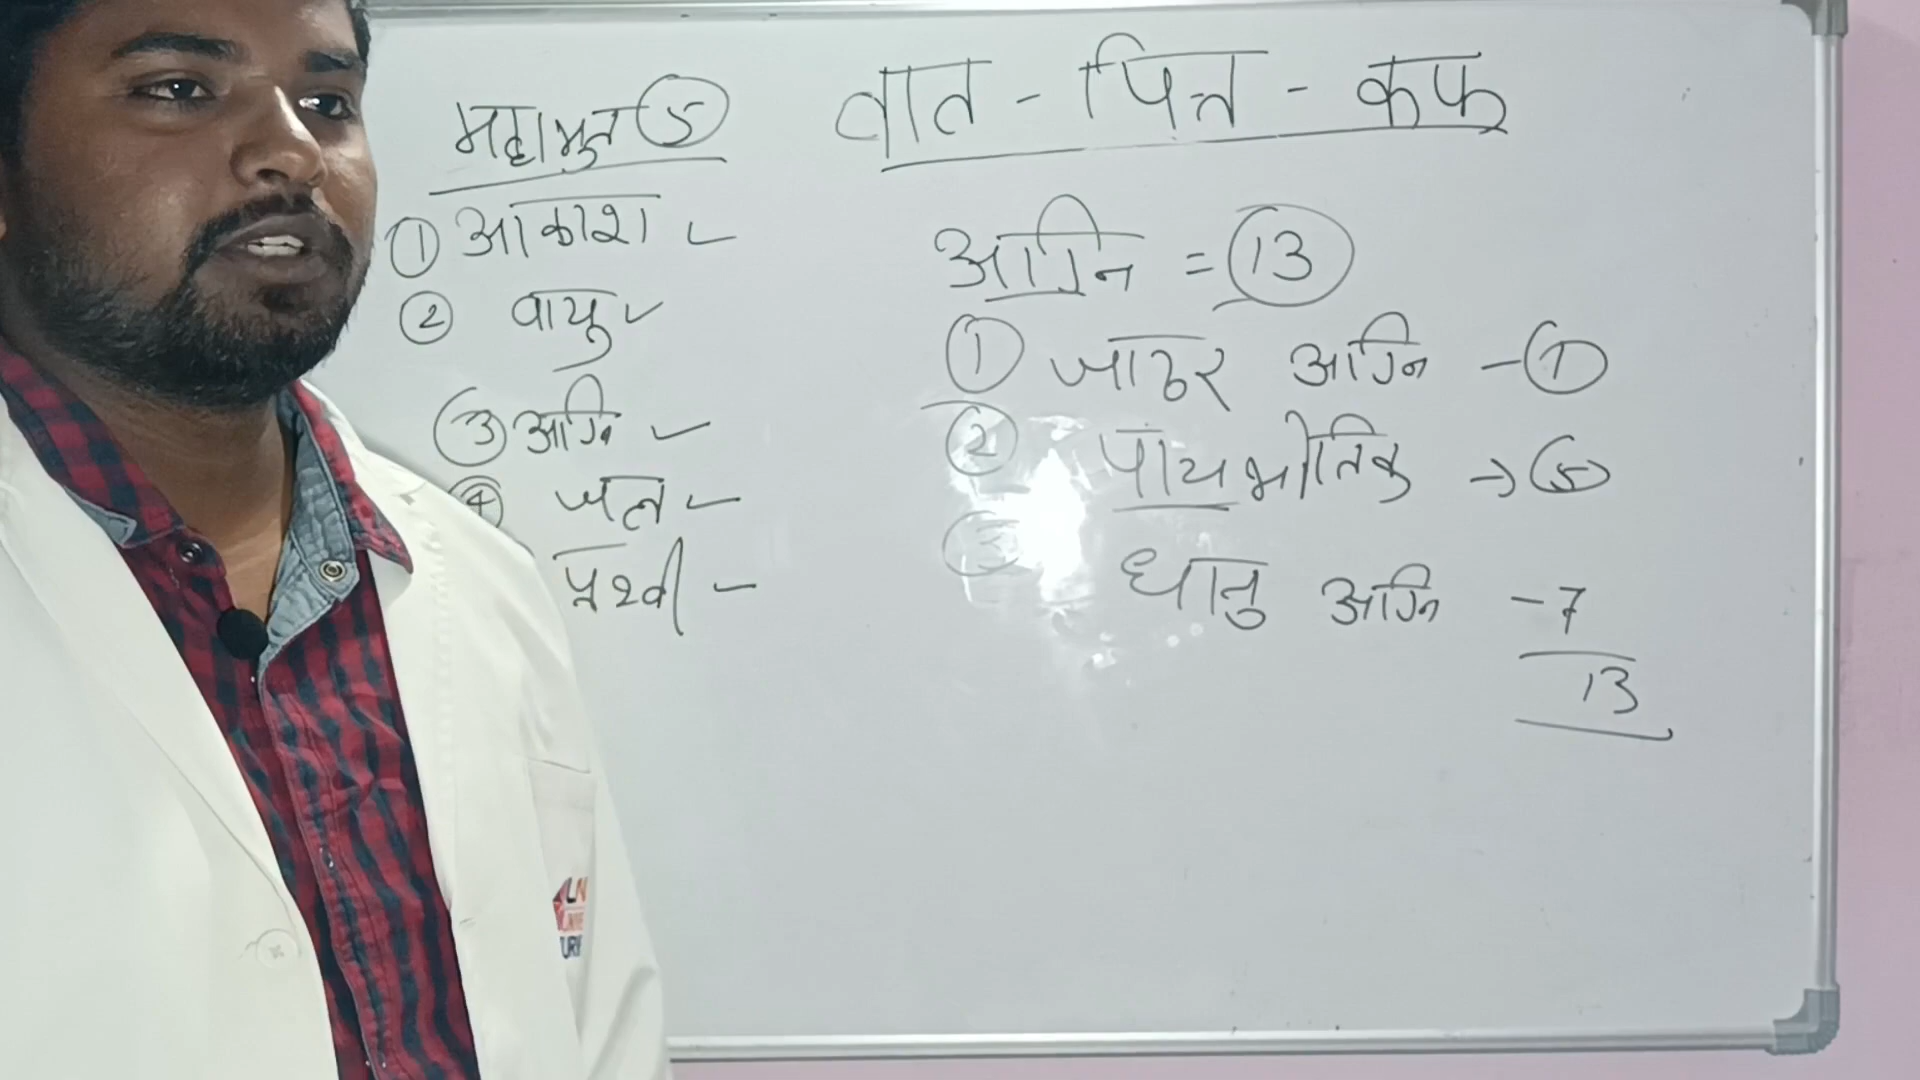 महाभुत 5
① आकाश ✓
② वायु ✓
③ अग्नि ✓
④ जल ✓
पृथ्वी -
वात - पित्त - कफ
अग्नि = 13
① जाठर अग्नि - ①
② पांचभोतिक → ⑤
③ धातु अग्नि - 7
13
LN